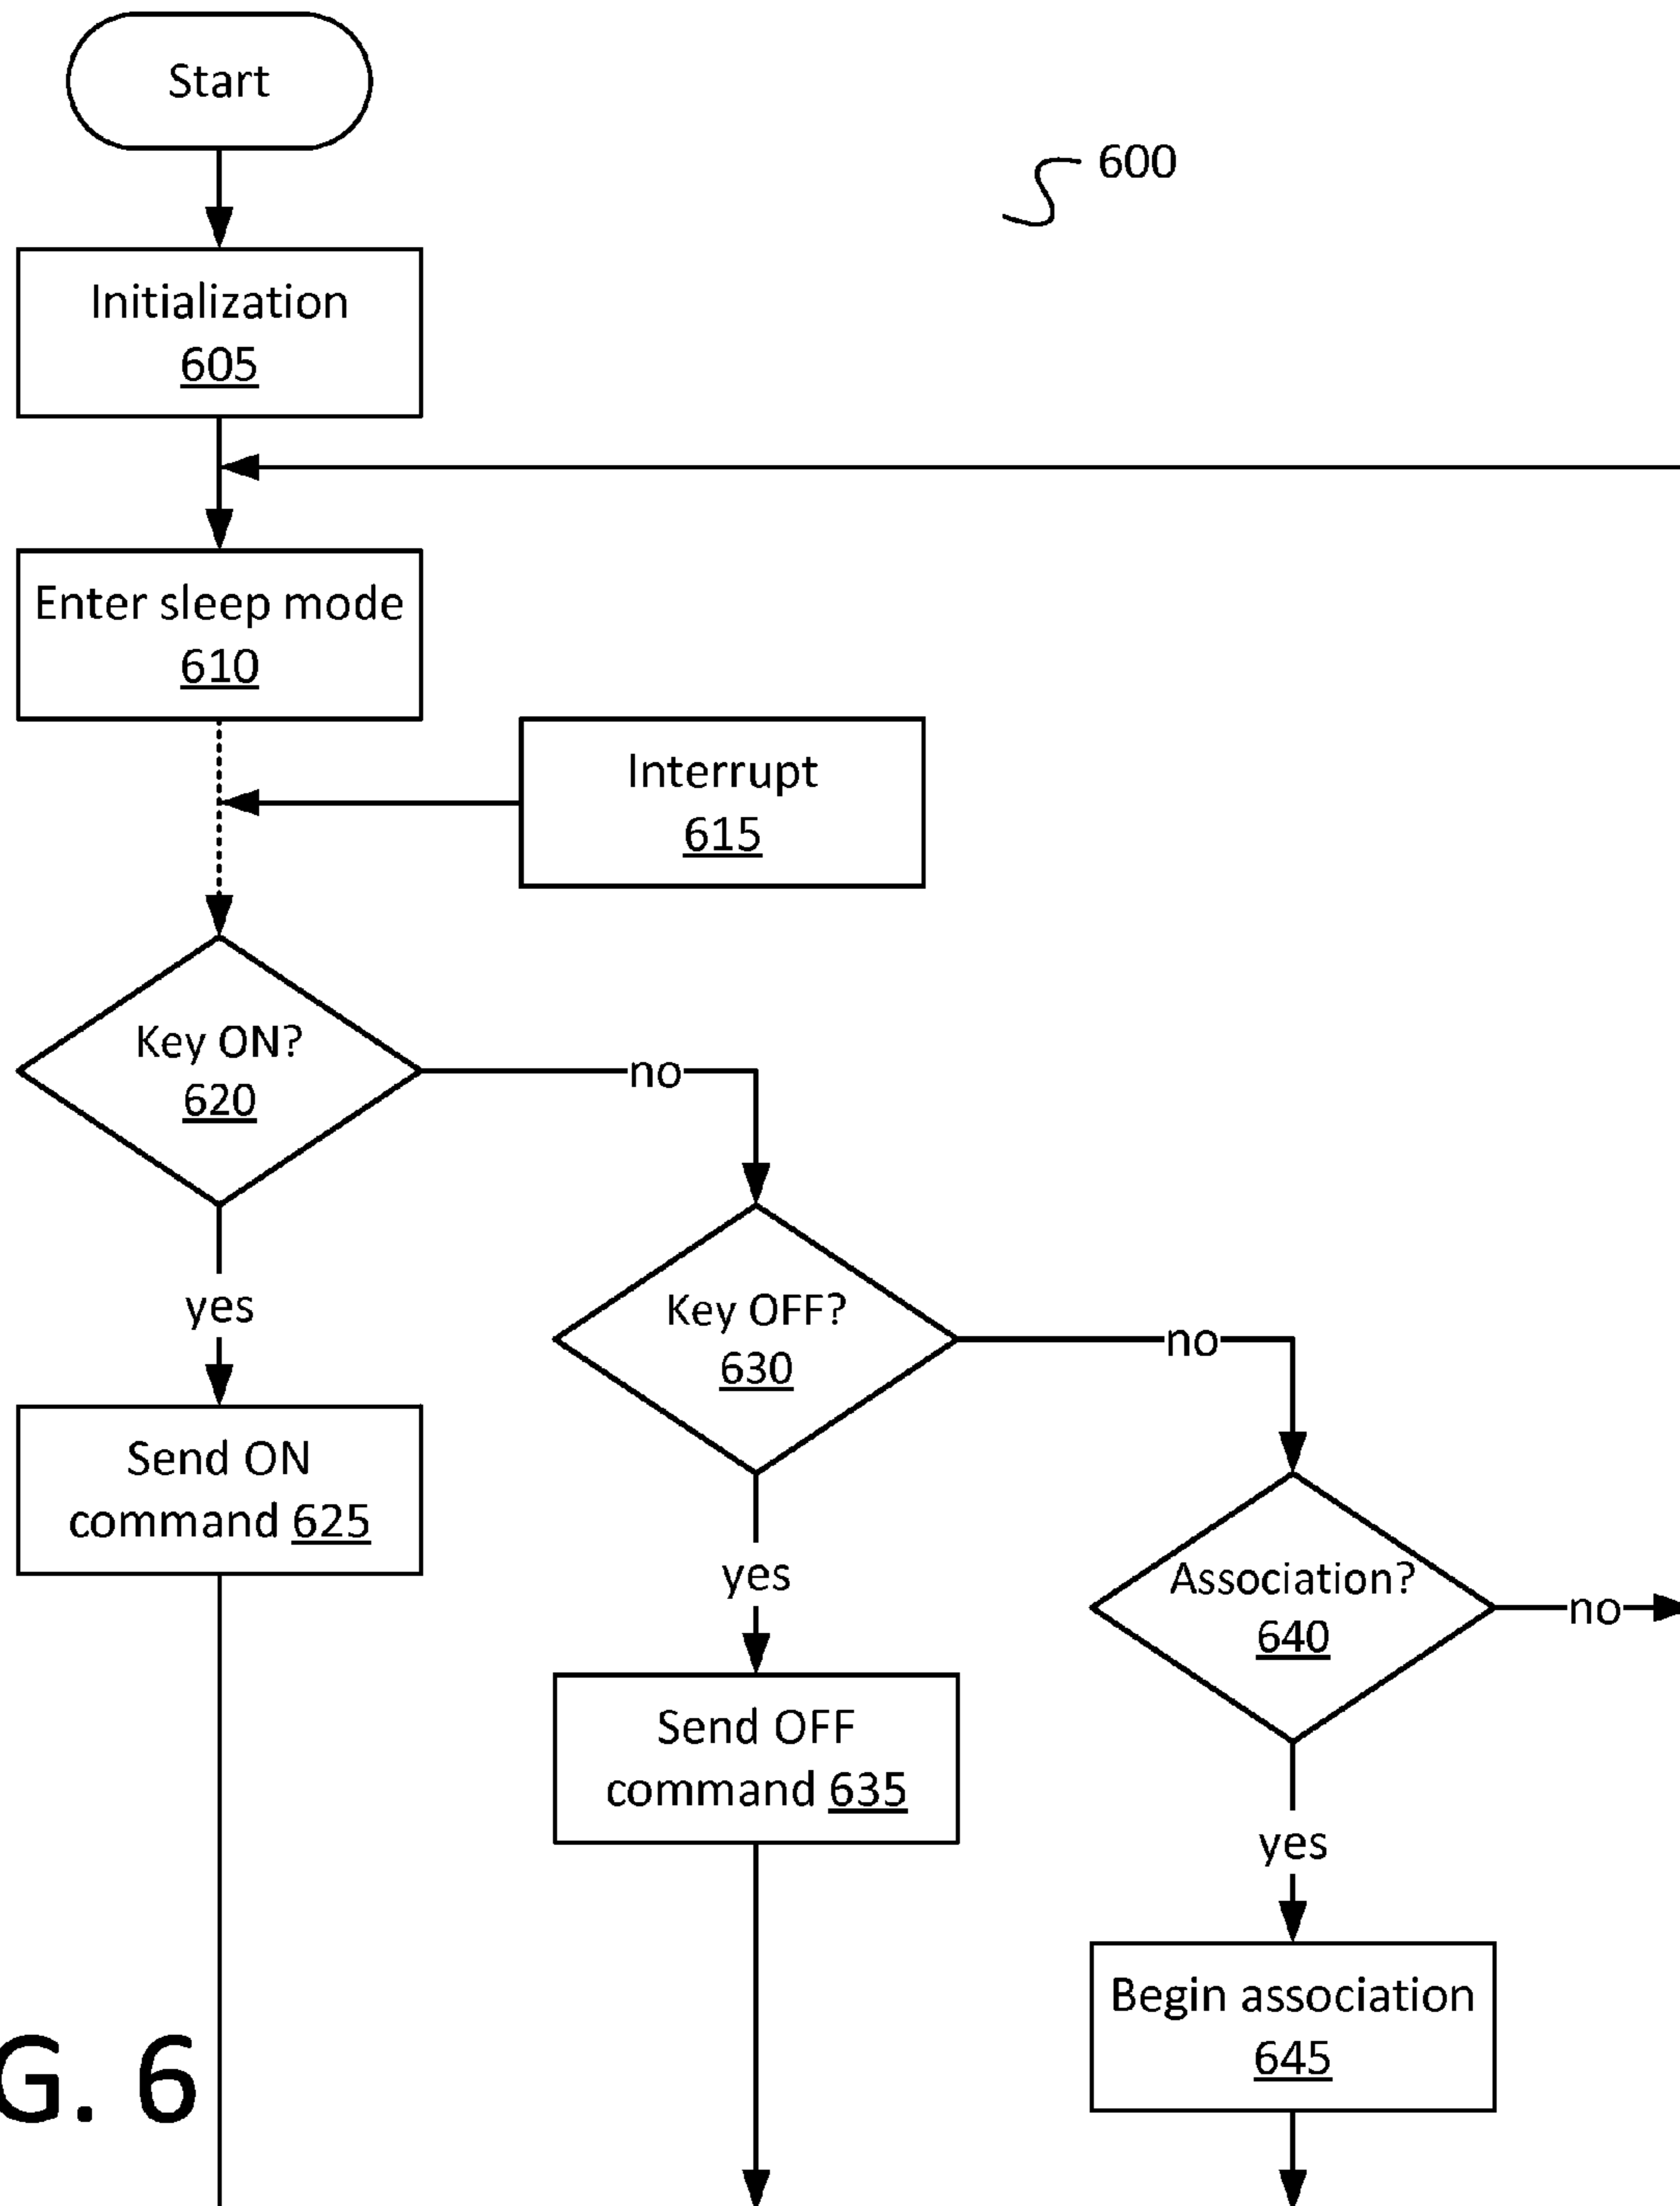 Start
600
Initialization
605
Enter sleep mode
610
Interrupt
615
Key ON?
620
no
yes
Key OFF?
630
no
Send ON
command 625
yes
Association?
640
no
Send OFF
command 635
yes
Begin association
645
G. 6